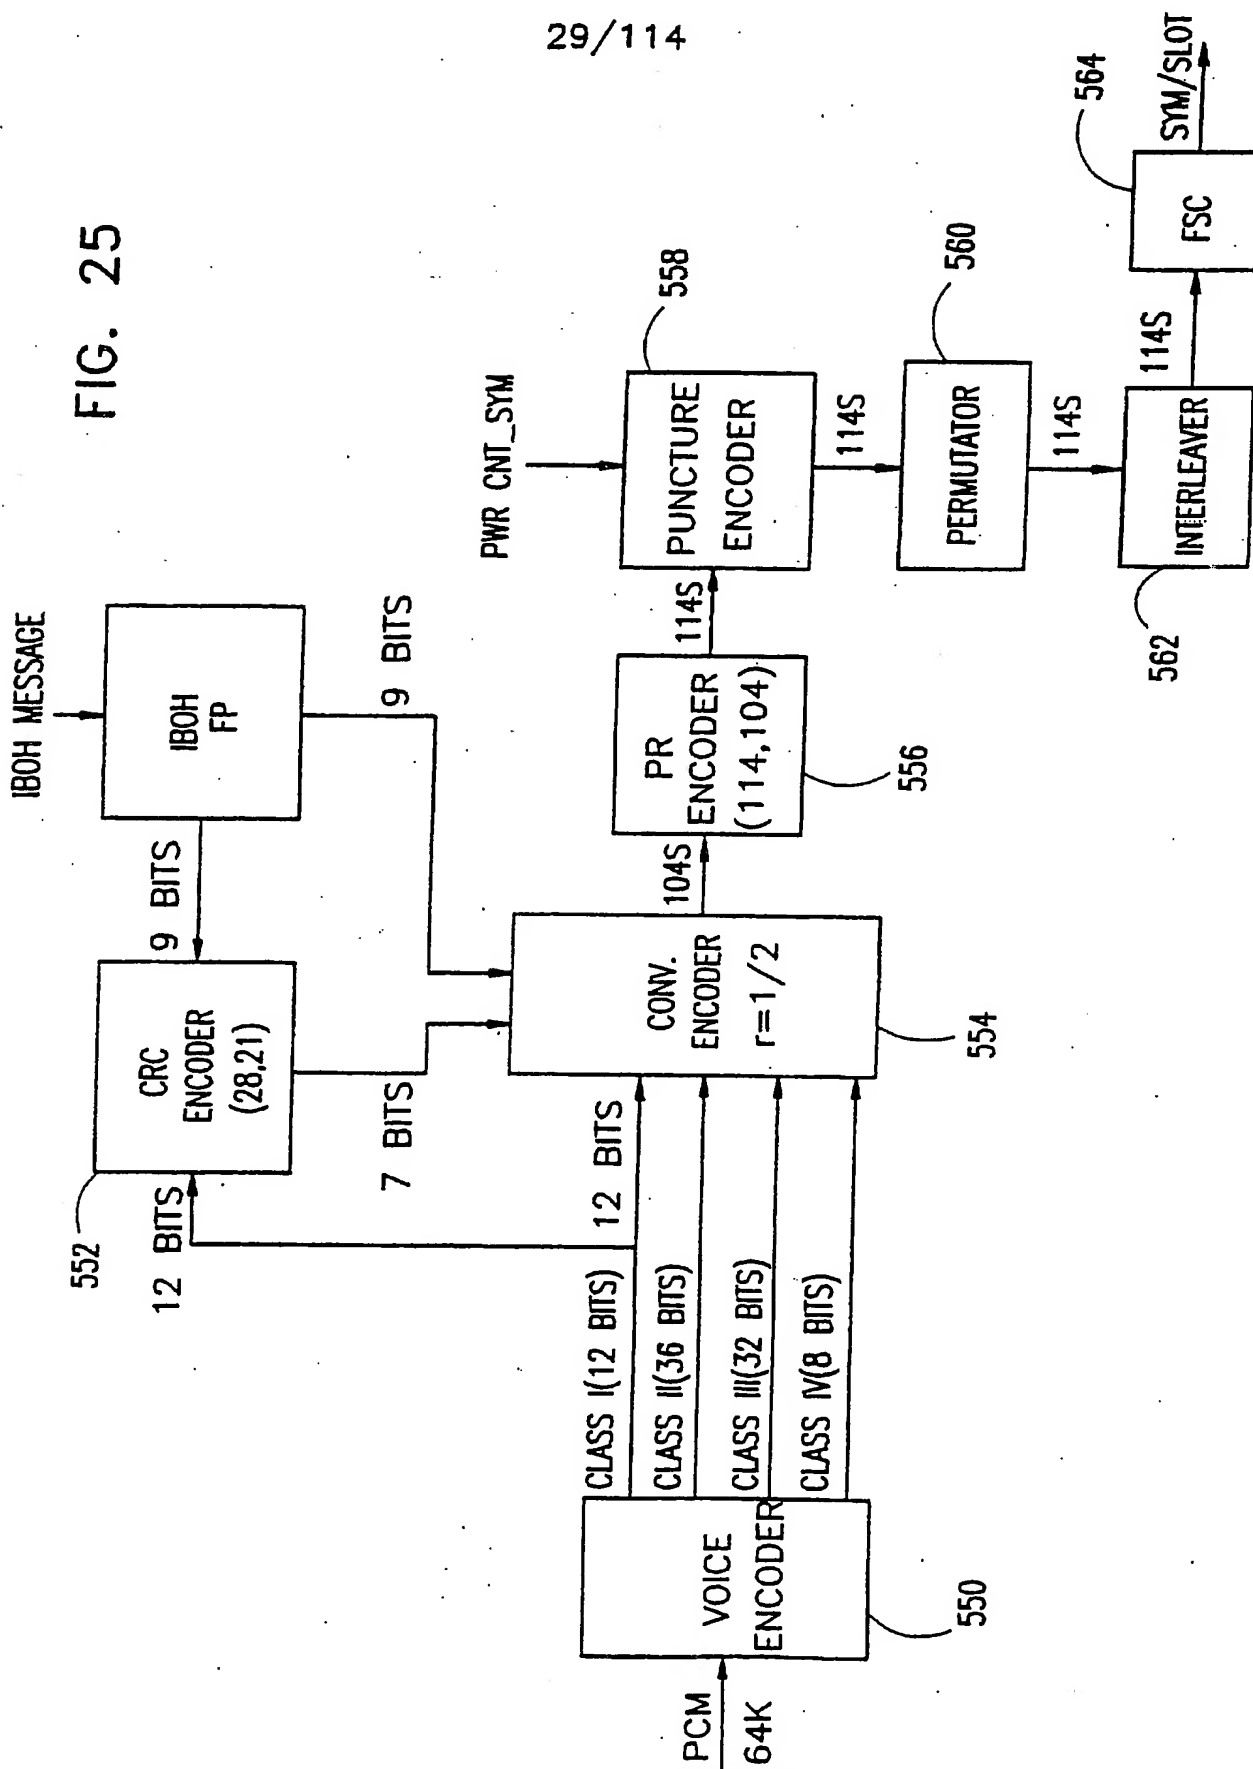 29/114
FIG. 25
IBOH MESSAGE
IBOH
FP
9 BITS
9 BITS
CRC
ENCODER
(28,21)
552
12 BITS
7 BITS
PCM
64K
VOICE
ENCODER
550
CLASS I(12 BITS)
12 BITS
CLASS II(36 BITS)
CLASS III(32 BITS)
CLASS IV(8 BITS)
CONV.
ENCODER
r=1/2
554
104S
PR
ENCODER
(114,104)
556
114S
PWR CNT_SYM
PUNCTURE
ENCODER
558
114S
PERMUTATOR
560
114S
INTERLEAVER
562
114S
FSC
564
SYM/SLOT